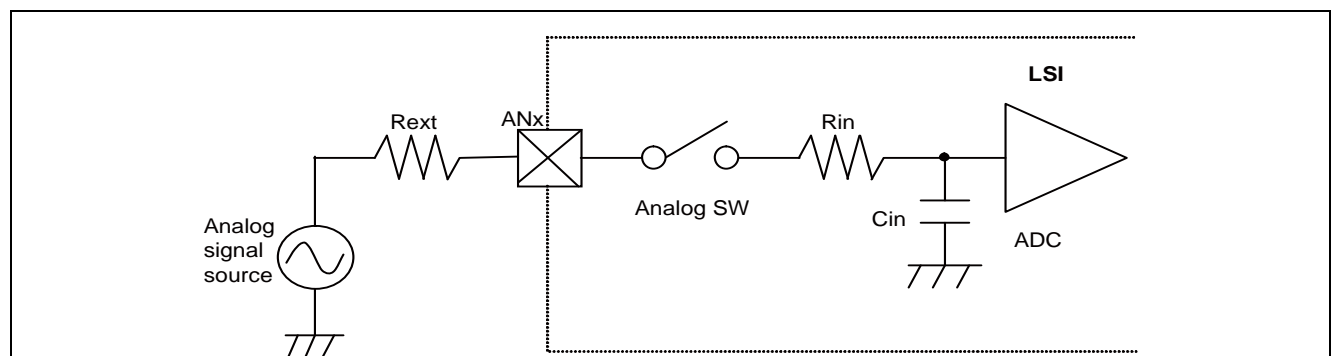 LSI
Rext
ANx
Rin
Analog SW
Cin
ADC
Analog
signal
source